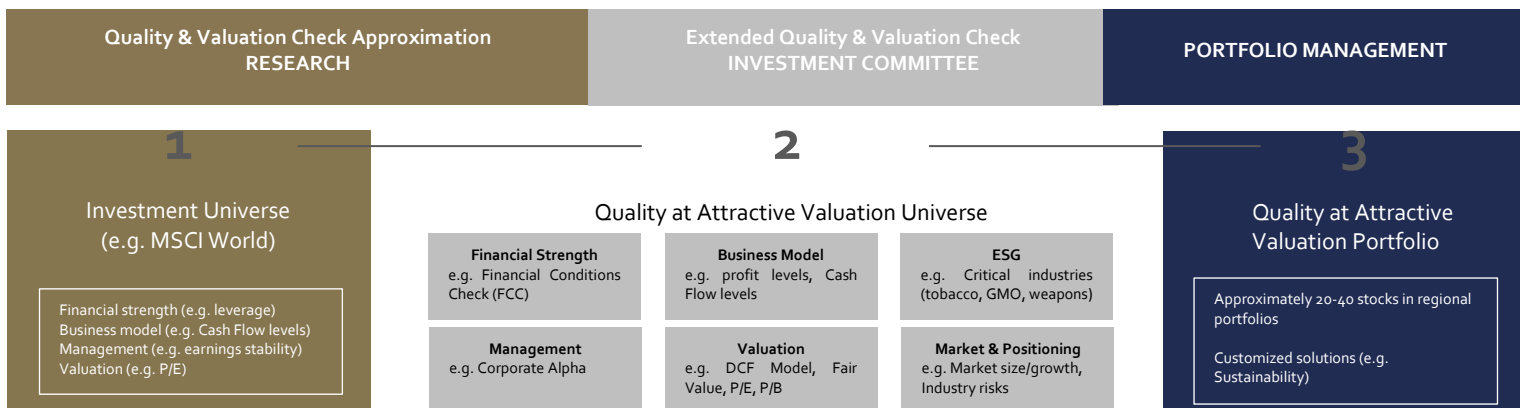 Quality & Valuation Check Approximation
RESEARCH
Extended Quality & Valuation Check
INVESTMENT COMMITTEE
PORTFOLIO MANAGEMENT
1
Investment Universe
(e.g. MSCI World)
Financial strength (e.g. leverage)
Business model (e.g. Cash Flow levels)
Management (e.g. earnings stability)
Valuation (e.g. P/E)
2
Quality at Attractive Valuation Universe
Financial Strength
e.g. Financial Conditions
Check (FCC)
Business Model
e.g. profit levels, Cash
Flow levels
ESG
e.g. Critical industries
(tobacco, GMO, weapons)
Management
e.g. Corporate Alpha
Valuation
e.g. DCF Model, Fair
Value, P/E, P/B
Market & Positioning
e.g. Market size/growth,
Industry risks
3
Quality at Attractive
Valuation Portfolio
Approximately 20-40 stocks in regional
portfolios
Customized solutions (e.g.
Sustainability)